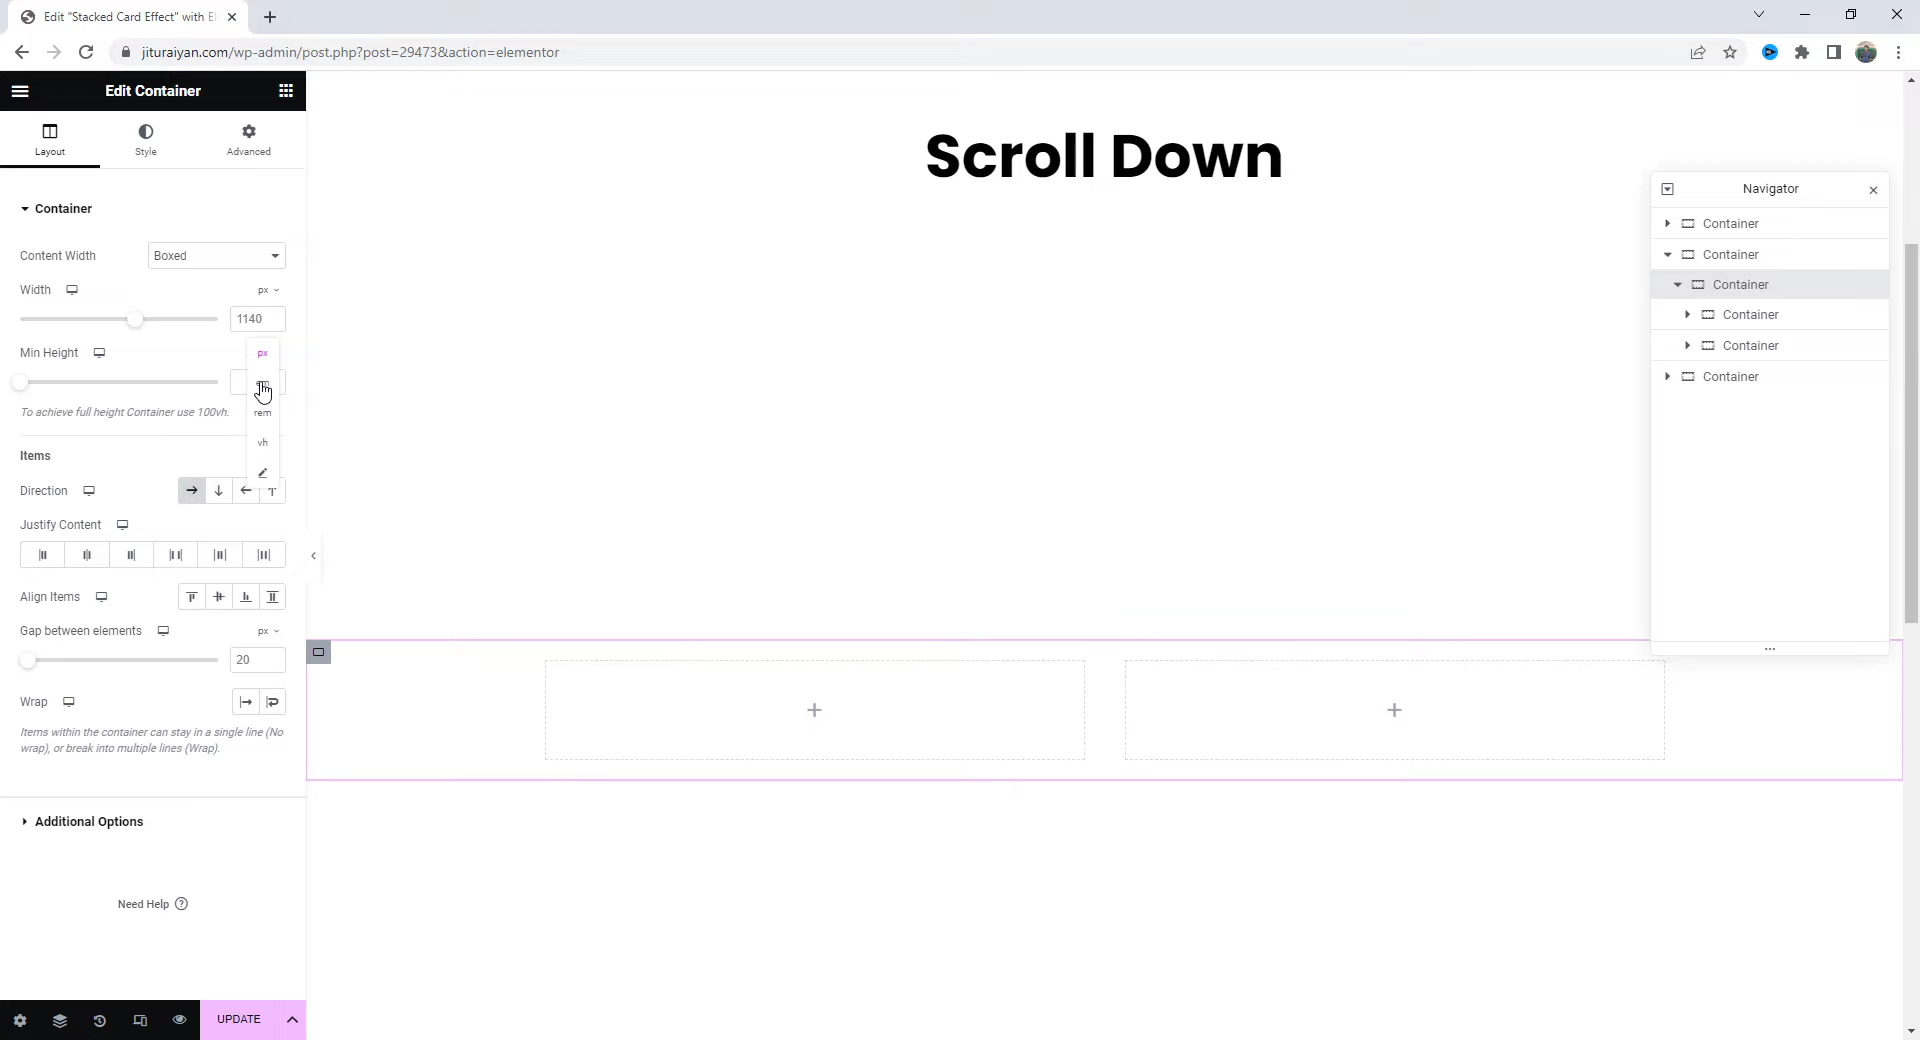 Edit "Stacked Card Effect" with El
jituraiyan.com/wp-admin/post.php?post=29473&action=elementor
Edit Container
Layout
Style
Advanced
Container
Content Width
Boxed
Width
px
1140
Min Height
px
To achieve full height Container use 100vh.
rem
vh
Items
Direction
Justify Content
Align Items
Gap between elements
px
20
Wrap
Items within the container can stay in a single line (No
wrap), or break into multiple lines (Wrap).
Additional Options
Need Help
UPDATE
Scroll Down
Navigator
Container
Container
Container
Container
Container
Container